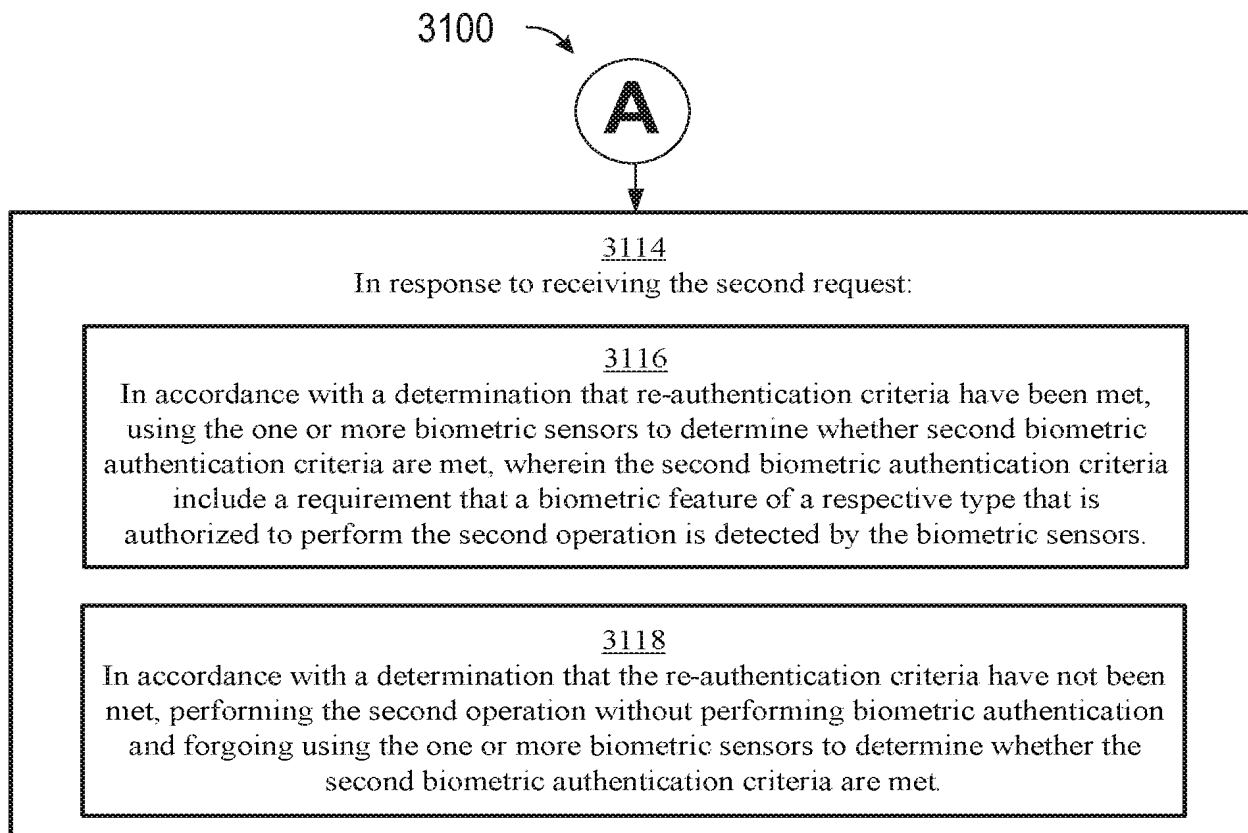 3100
A
3114
In response to receiving the second request:
3116
In accordance with a determination that re-authentication criteria have been met,
using the one or more biometric sensors to determine whether second biometric
authentication criteria are met, wherein the second biometric authentication criteria
include a requirement that a biometric feature of a respective type that is
authorized to perform the second operation is detected by the biometric sensors.
3118
In accordance with a determination that the re-authentication criteria have not been
met, performing the second operation without performing biometric authentication
and forgoing using the one or more biometric sensors to determine whether the
second biometric authentication criteria are met.